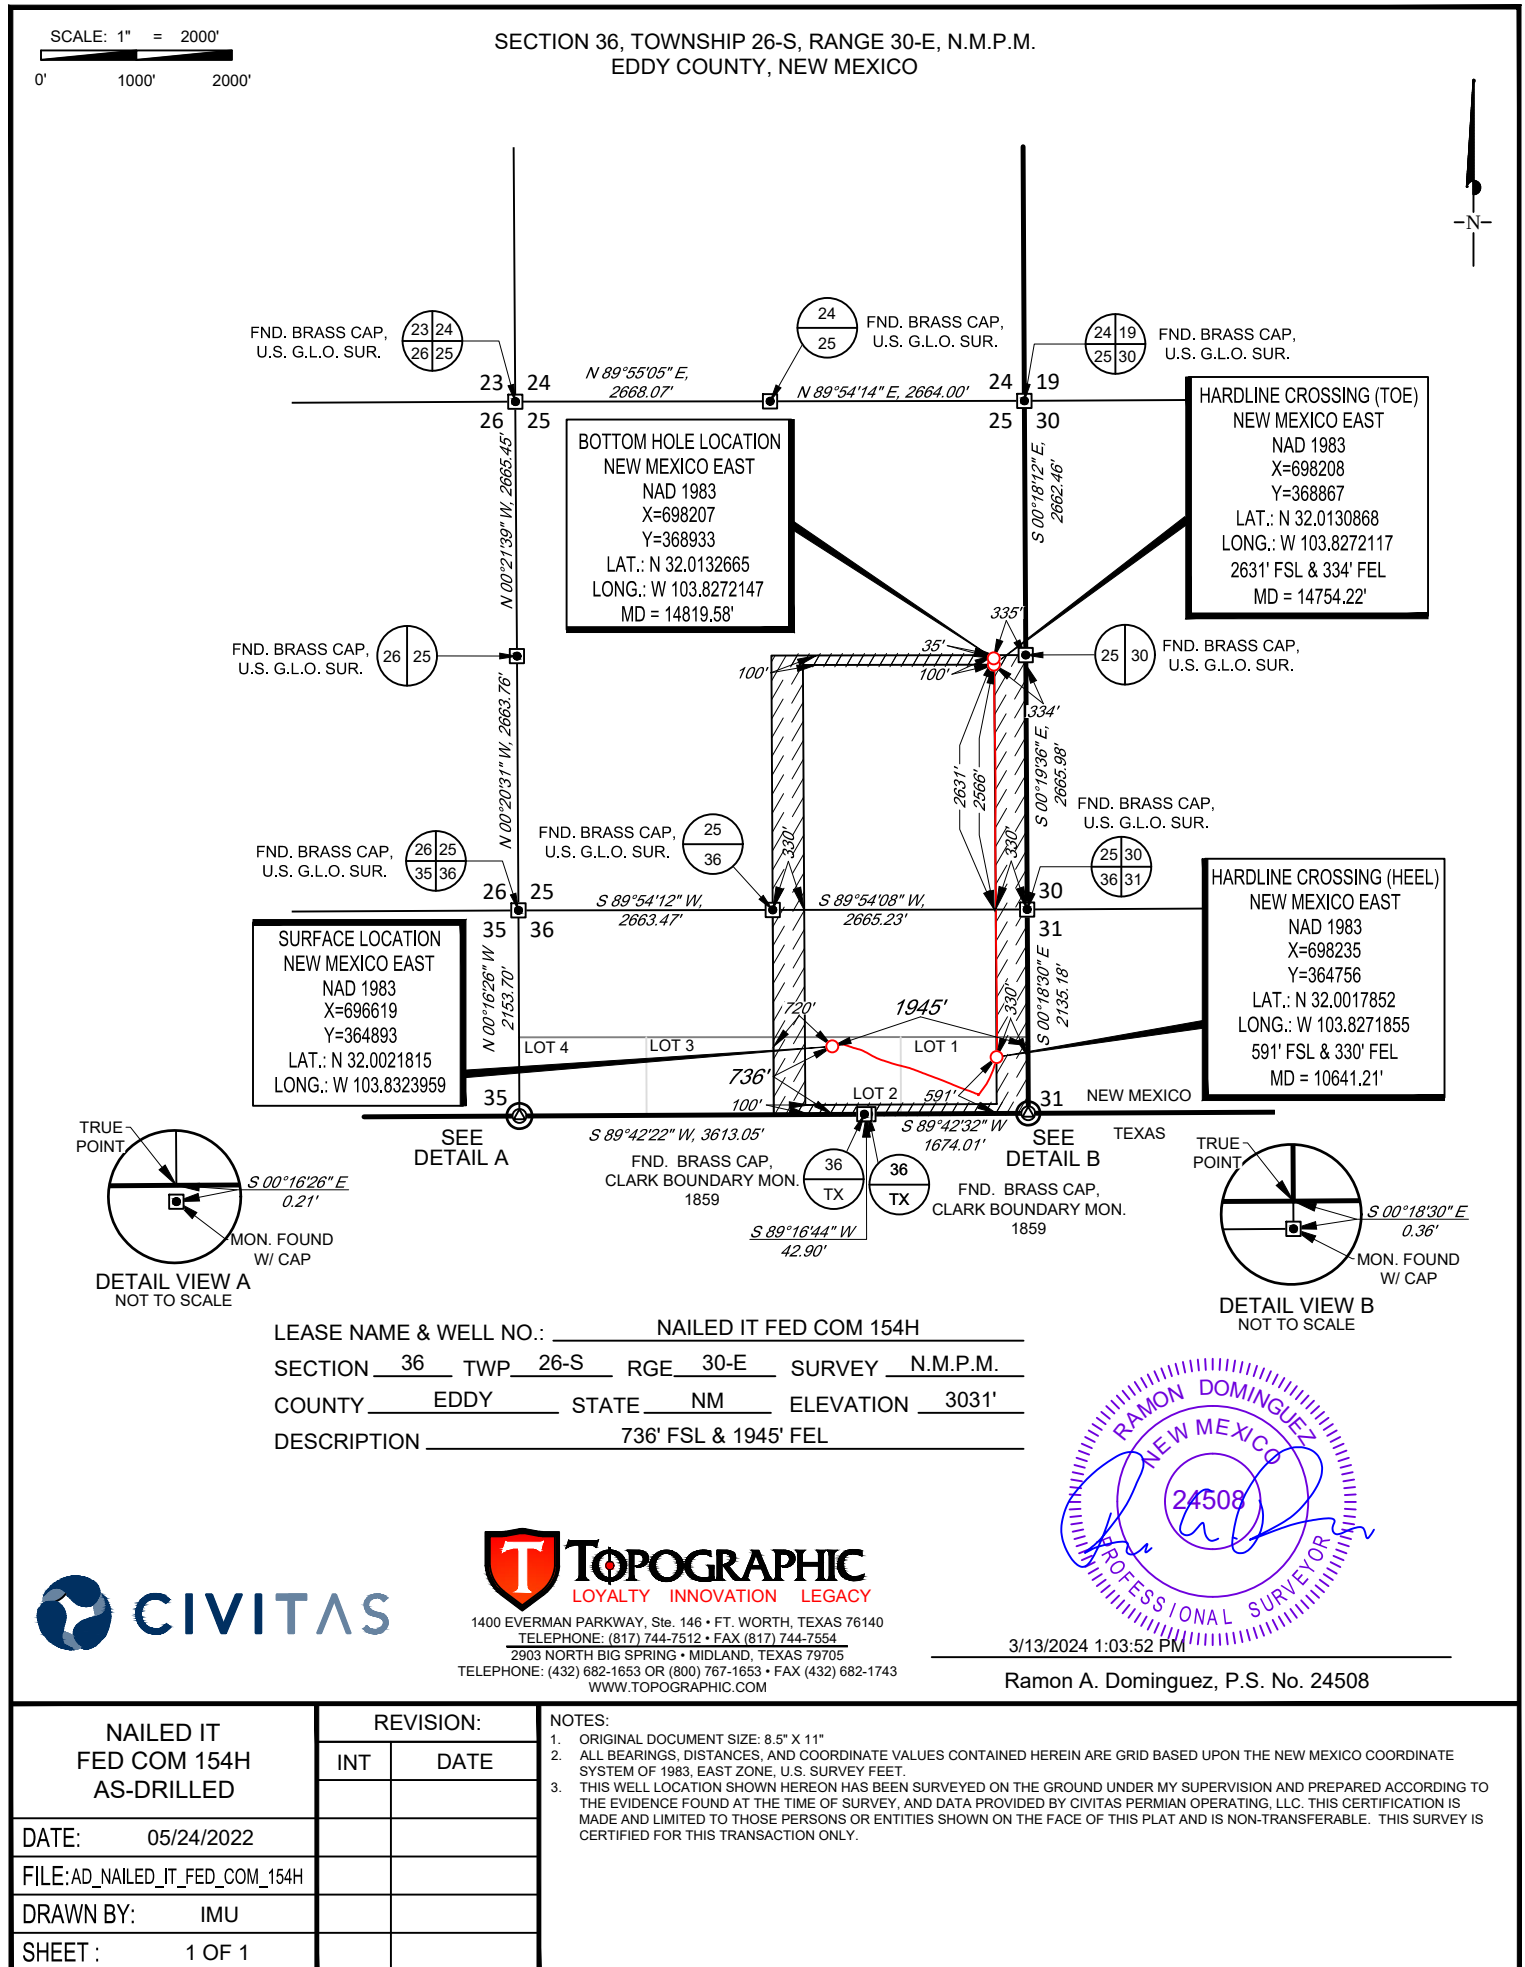 SCALE: 1" = 2000'
0' 1000' 2000'
SECTION 36, TOWNSHIP 26-S, RANGE 30-E, N.M.P.M.
EDDY COUNTY, NEW MEXICO
-N-
FND. BRASS CAP,
U.S. G.L.O. SUR.
23 24
26 25
24
25
FND. BRASS CAP,
U.S. G.L.O. SUR.
24 19
25 30
FND. BRASS CAP,
U.S. G.L.O. SUR.
23 24
26 25
N 89°55'05" E,
2668.07'
N 89°54'14" E, 2664.00'
24 19
25 30
BOTTOM HOLE LOCATION
NEW MEXICO EAST
NAD 1983
X=698207
Y=368933
LAT.: N 32.0132665
LONG.: W 103.8272147
MD = 14819.58'
HARDLINE CROSSING (TOE)
NEW MEXICO EAST
NAD 1983
X=698208
Y=368867
LAT.: N 32.0130868
LONG.: W 103.8272117
2631' FSL & 334' FEL
MD = 14754.22'
N 00°21'39" W, 2665.45'
S 00°18'12" E,
2662.46'
FND. BRASS CAP,
U.S. G.L.O. SUR.
26 25
335'
35'
100'
100'
334'
25 30
FND. BRASS CAP,
U.S. G.L.O. SUR.
N 00°20'31" W, 2663.76'
2631'
2566'
S 00°19'36" E,
2665.98'
330'
330'
FND. BRASS CAP,
U.S. G.L.O. SUR.
26 25
35 36
FND. BRASS CAP,
U.S. G.L.O. SUR.
25
36
FND. BRASS CAP,
U.S. G.L.O. SUR.
25 30
36 31
26 25
35 36
S 89°54'12" W,
2663.47'
S 89°54'08" W,
2665.23'
30
31
SURFACE LOCATION
NEW MEXICO EAST
NAD 1983
X=696619
Y=364893
LAT.: N 32.0021815
LONG.: W 103.8323959
HARDLINE CROSSING (HEEL)
NEW MEXICO EAST
NAD 1983
X=698235
Y=364756
LAT.: N 32.0017852
LONG.: W 103.8271855
591' FSL & 330' FEL
MD = 10641.21'
N 00°16'26" W
2153.70'
720'
1945'
330'
S 00°18'30" E
2135.18'
LOT 4
LOT 3
LOT 1
LOT 2
736'
100'
591'
35
31
NEW MEXICO
TEXAS
SEE
DETAIL A
S 89°42'22" W, 3613.05'
S 89°42'32" W
1674.01'
SEE
DETAIL B
FND. BRASS CAP,
CLARK BOUNDARY MON.
1859
36
TX
36
TX
FND. BRASS CAP,
CLARK BOUNDARY MON.
1859
S 89°16'44" W
42.90'
TRUE
POINT
S 00°16'26" E
0.21'
MON. FOUND
W/ CAP
DETAIL VIEW A
NOT TO SCALE
TRUE
POINT
S 00°18'30" E
0.36'
MON. FOUND
W/ CAP
DETAIL VIEW B
NOT TO SCALE
LEASE NAME & WELL NO.: NAILED IT FED COM 154H
SECTION 36 TWP 26-S RGE 30-E SURVEY N.M.P.M.
COUNTY EDDY STATE NM ELEVATION 3031'
DESCRIPTION 736' FSL & 1945' FEL
RAMON DOMINGUEZ
NEW MEXICO
24508
PROFESSIONAL SURVEYOR
CIVITAS
T TOPOGRAPHIC
LOYALTY INNOVATION LEGACY
1400 EVERMAN PARKWAY, Ste. 146 • FT. WORTH, TEXAS 76140
TELEPHONE: (817) 744-7512 • FAX (817) 744-7554
2903 NORTH BIG SPRING • MIDLAND, TEXAS 79705
TELEPHONE: (432) 682-1653 OR (800) 767-1653 • FAX (432) 682-1743
WWW.TOPOGRAPHIC.COM
3/13/2024 1:03:52 PM
Ramon A. Dominguez, P.S. No. 24508
NAILED IT
FED COM 154H
AS-DRILLED
REVISION:
INT DATE
DATE: 05/24/2022
FILE: AD_NAILED_IT_FED_COM_154H
DRAWN BY: IMU
SHEET : 1 OF 1
NOTES:
1. ORIGINAL DOCUMENT SIZE: 8.5" X 11"
2. ALL BEARINGS, DISTANCES, AND COORDINATE VALUES CONTAINED HEREIN ARE GRID BASED UPON THE NEW MEXICO COORDINATE
SYSTEM OF 1983, EAST ZONE, U.S. SURVEY FEET.
3. THIS WELL LOCATION SHOWN HEREON HAS BEEN SURVEYED ON THE GROUND UNDER MY SUPERVISION AND PREPARED ACCORDING TO
THE EVIDENCE FOUND AT THE TIME OF SURVEY, AND DATA PROVIDED BY CIVITAS PERMIAN OPERATING, LLC. THIS CERTIFICATION IS
MADE AND LIMITED TO THOSE PERSONS OR ENTITIES SHOWN ON THE FACE OF THIS PLAT AND IS NON-TRANSFERABLE. THIS SURVEY IS
CERTIFIED FOR THIS TRANSACTION ONLY.